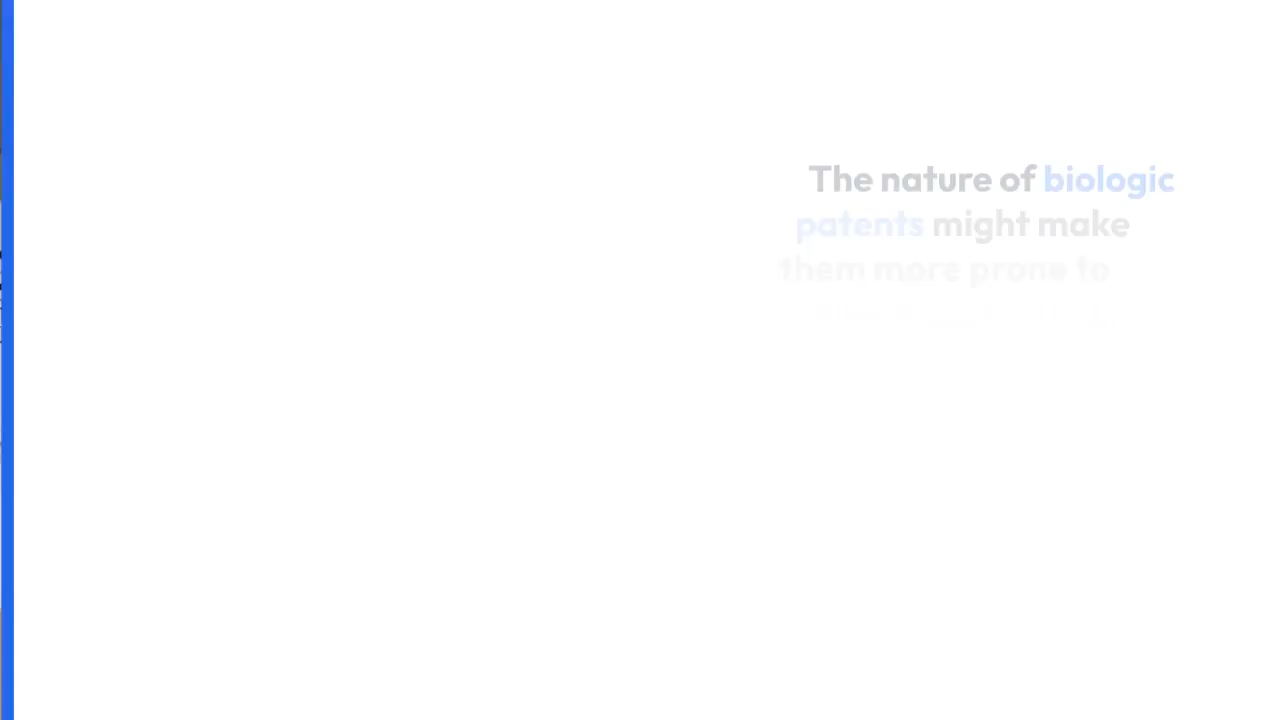 The nature of biologic
patents might make
them more prone to